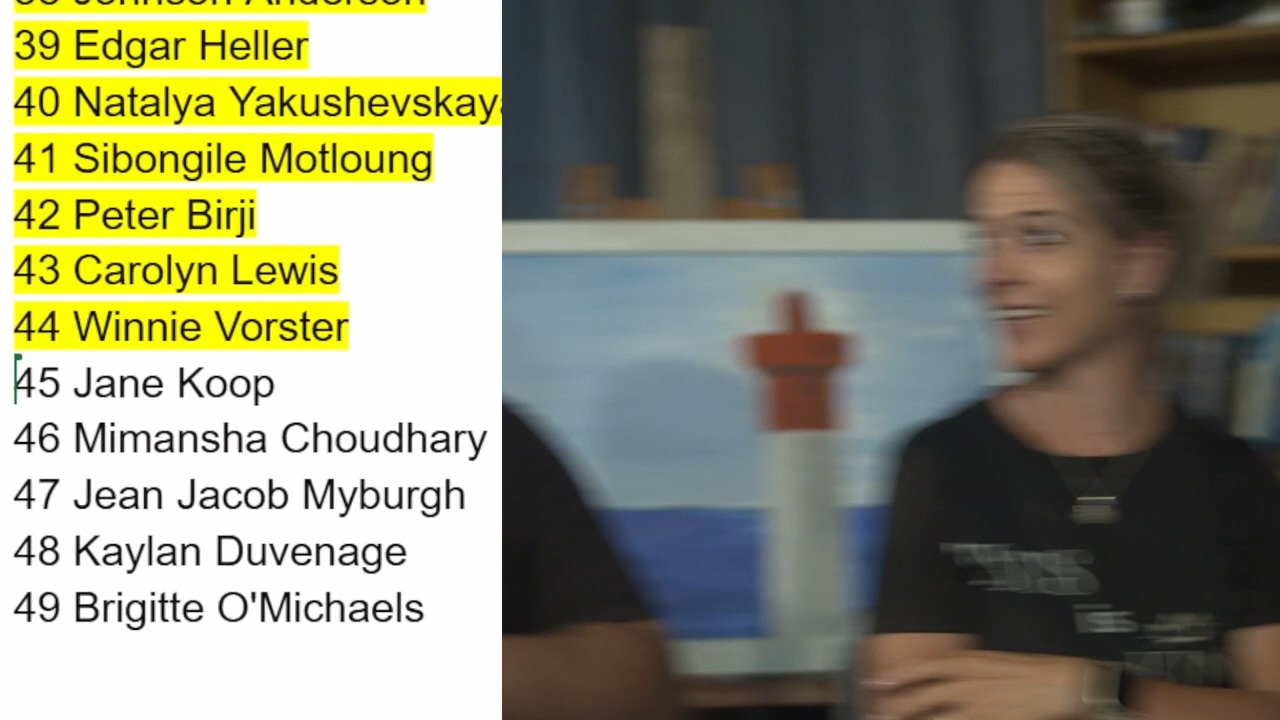 39 Edgar Heller
40 Natalya Yakushevskaya
41 Sibongile Motloung
42 Peter Birji
43 Carolyn Lewis
44 Winnie Vorster
45 Jane Koop
46 Mimansha Choudhary
47 Jean Jacob Myburgh
48 Kaylan Duvenage
49 Brigitte O'Michaels